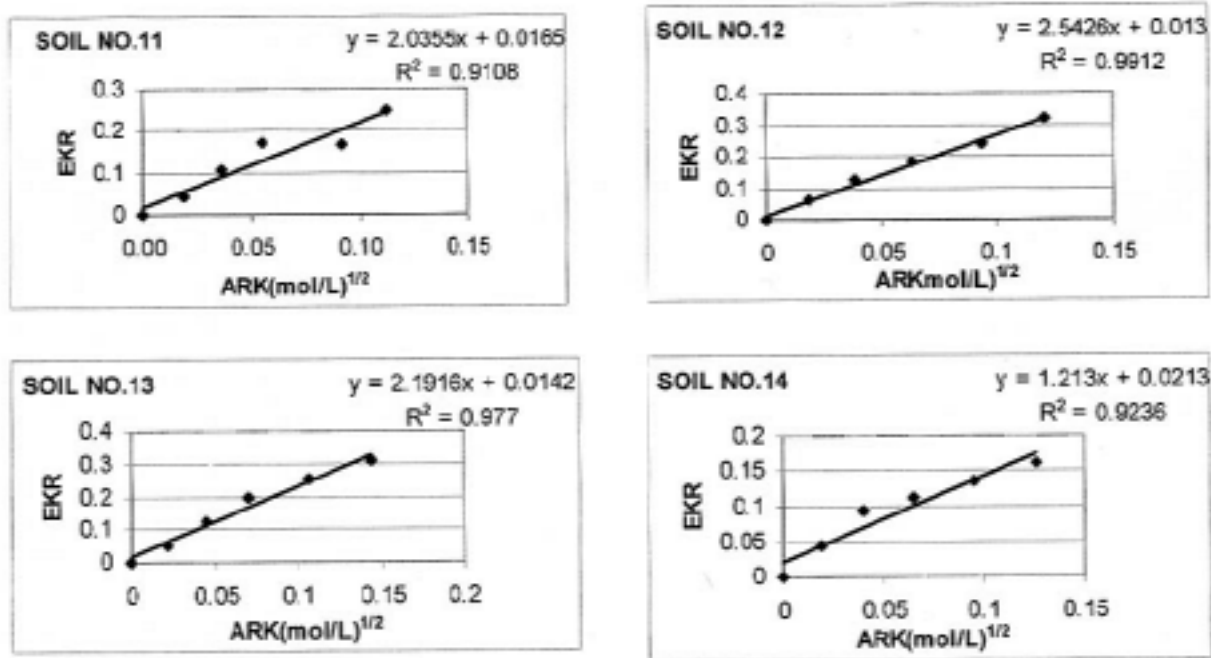 SOIL NO.11
y = 2.0355x + 0.0165
R² = 0.9108
EKR
0.3
0.2
0.1
0
0.00 0.05 0.10 0.15
ARK(mol/L)^1/2
SOIL NO.12
y = 2.5426x + 0.013
R² = 0.9912
EKR
0.4
0.3
0.2
0.1
0
0 0.05 0.1 0.15
ARKmol/L)^1/2
SOIL NO.13
y = 2.1916x + 0.0142
R² = 0.977
EKR
0.4
0.3
0.2
0.1
0
0 0.05 0.1 0.15 0.2
ARK(mol/L)^1/2
SOIL NO.14
y = 1.213x + 0.0213
R² = 0.9236
EKR
0.2
0.15
0.1
0.05
0
0 0.05 0.1 0.15
ARK(mol/L)^1/2